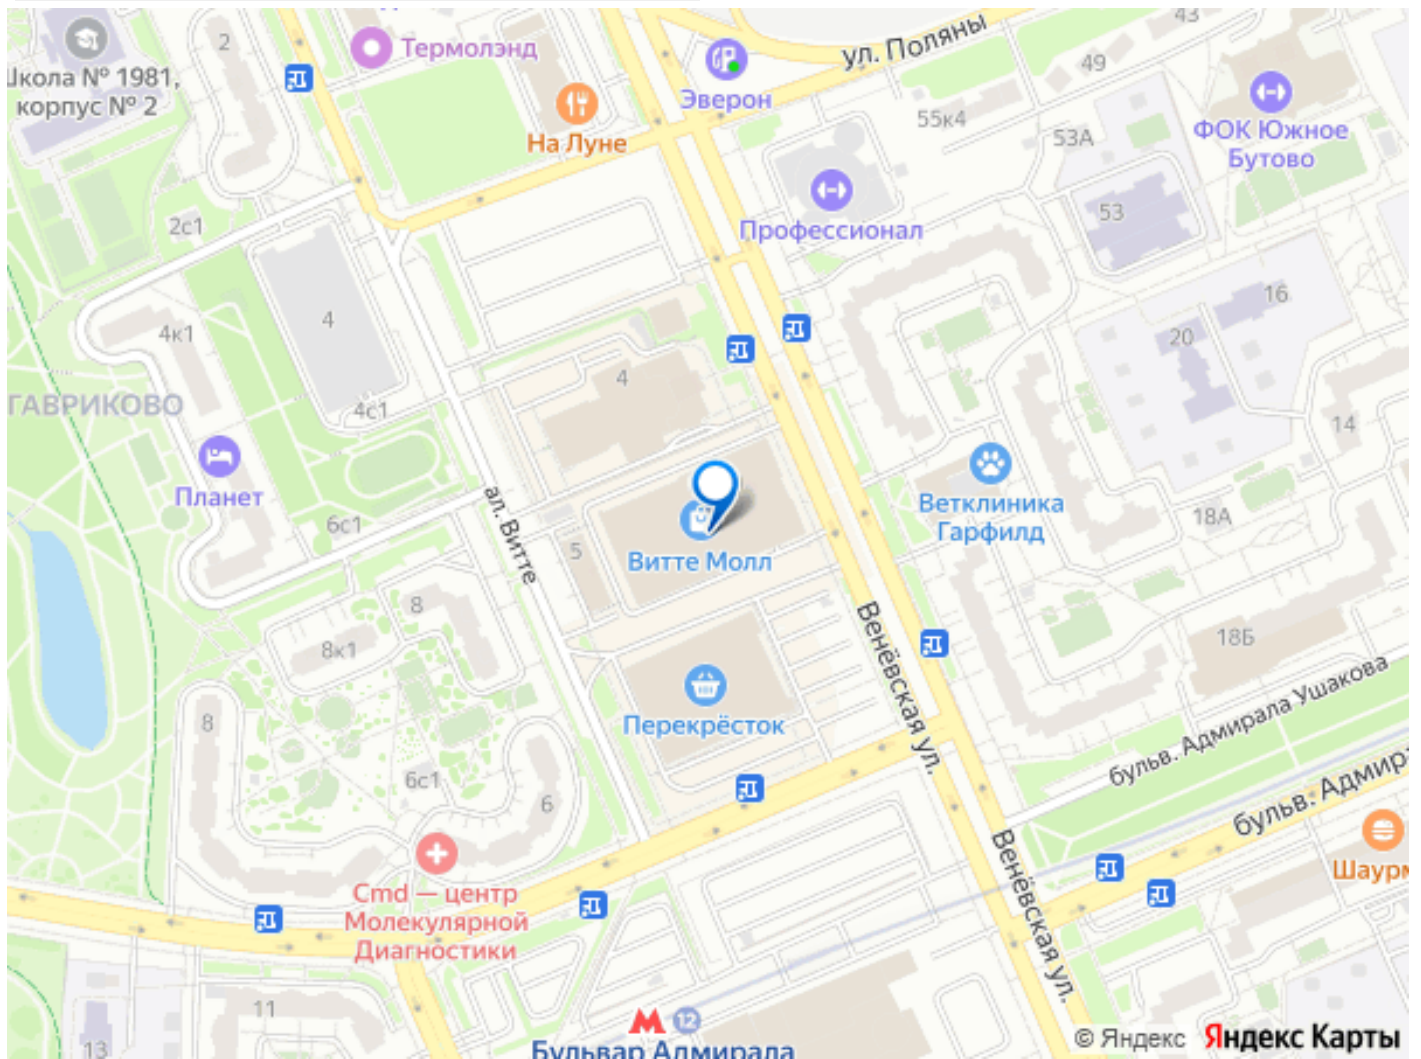 2
Термолэнд
Школа № 1981,
корпус № 2
На Луне
Эверон
ул. Поляны
43
49
55к4
53А
ФОК Южное
Бутово
53
Профессионал
2с1
4
4к1
4
4с1
ГАВРИКОВО
16
20
14
Планет
6с1
ал. Витте
5
Витте Молл
Ветклиника
Гарфилд
18А
8
8к1
18Б
Венёвская ул.
Перекрёсток
бульв. Адмирала Ушакова
8
6с1
6
бульв. Адмир
Шаурм
Cmd — центр
Молекулярной
Диагностики
Венёвская ул.
11
13
12
Бульвар Адмирала
© Яндекс Яндекс Карты